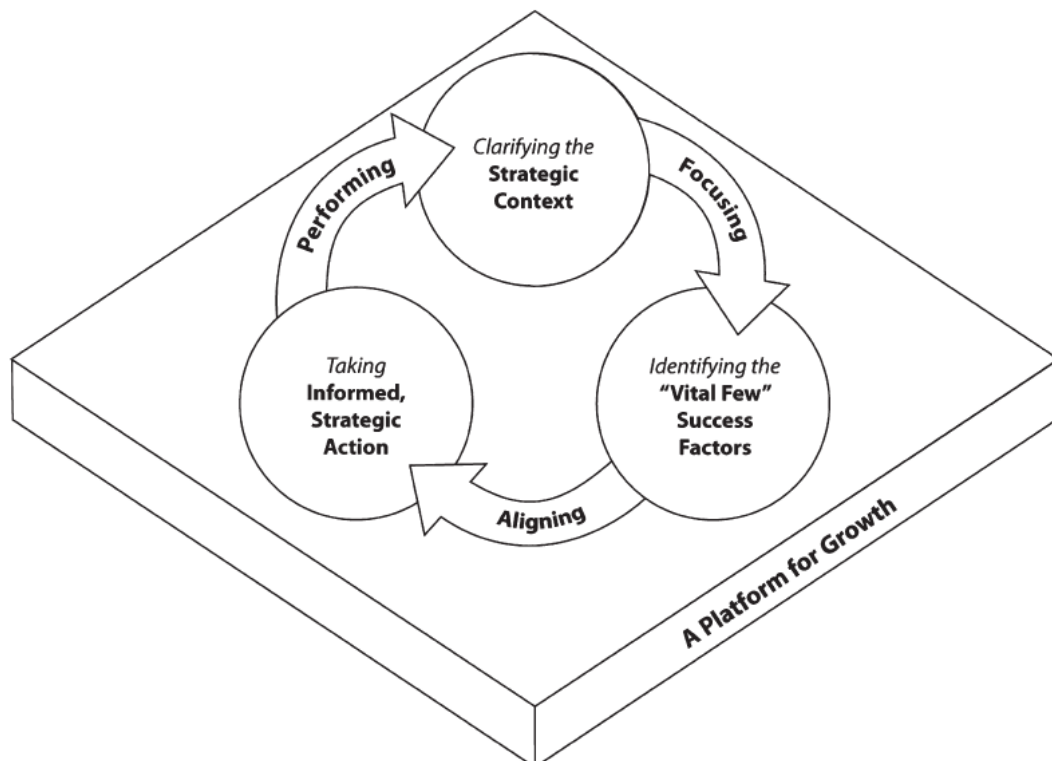 Clarifying the
Strategic
Context
Performing
Focusing
Taking
Informed,
Strategic
Action
Identifying the
“Vital Few”
Success
Factors
Aligning
A Platform for Growth